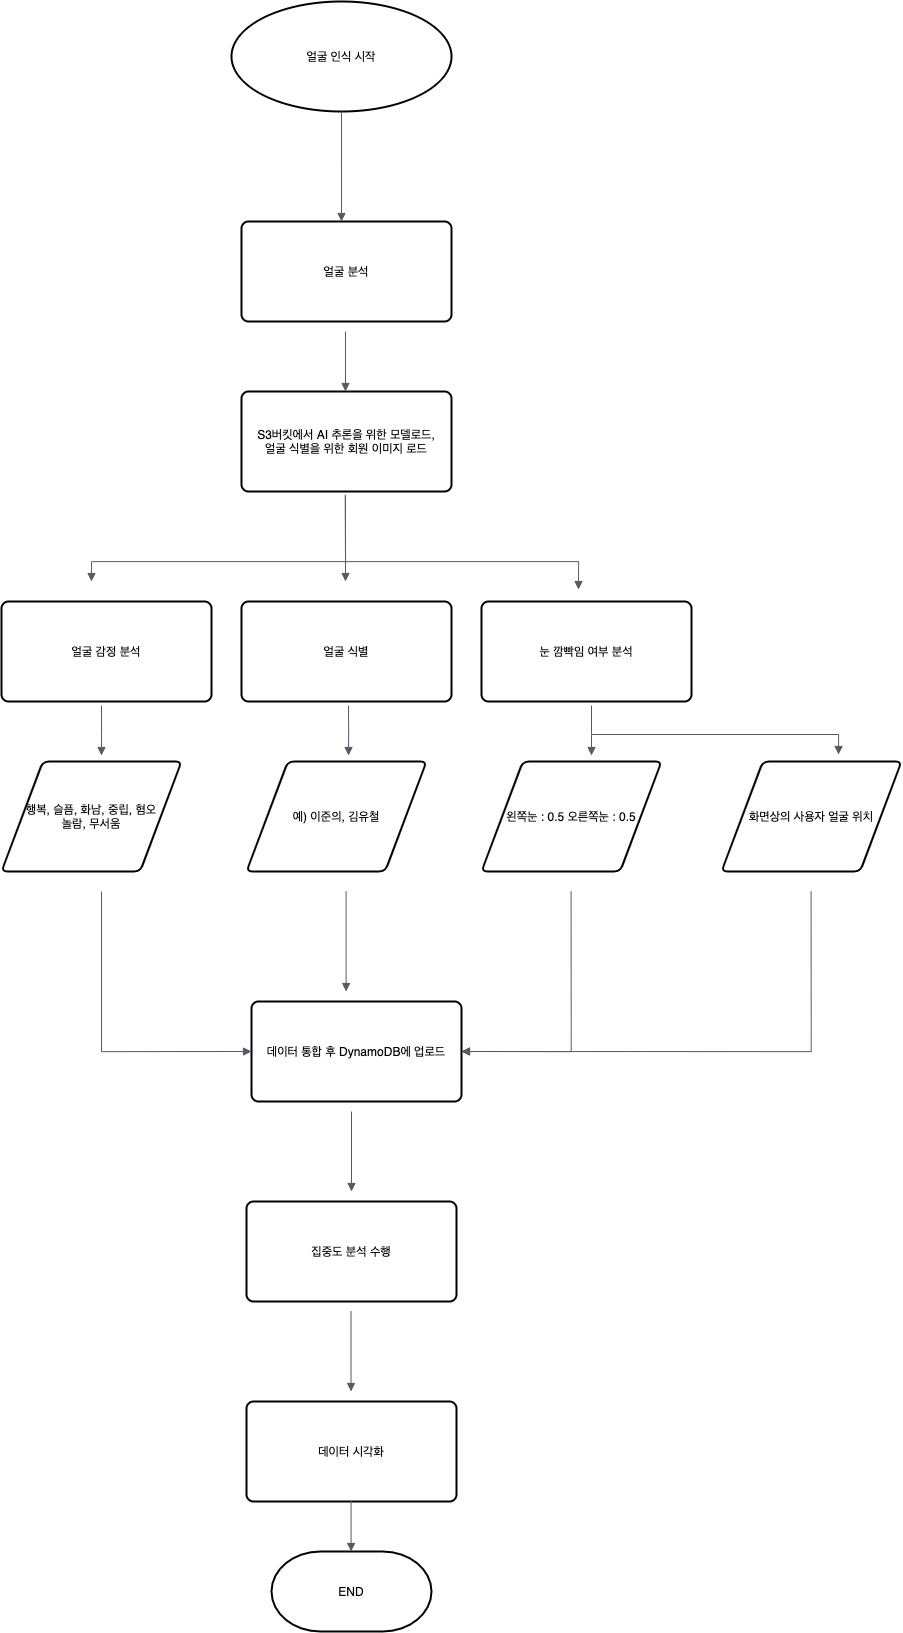 얼굴 인식 시작
얼굴 분석
S3버킷에서 AI 추론을 위한 모델로드,
얼굴 식별을 위한 회원 이미지 로드
얼굴 감정 분석
얼굴 식별
눈 깜빡임 여부 분석
행복, 슬픔, 화남, 중립, 혐오
놀람, 무서움
예) 이준의, 김유철
왼쪽눈 : 0.5 오른쪽눈 : 0.5
화면상의 사용자 얼굴 위치
데이터 통합 후 DynamoDB에 업로드
집중도 분석 수행
데이터 시각화
END